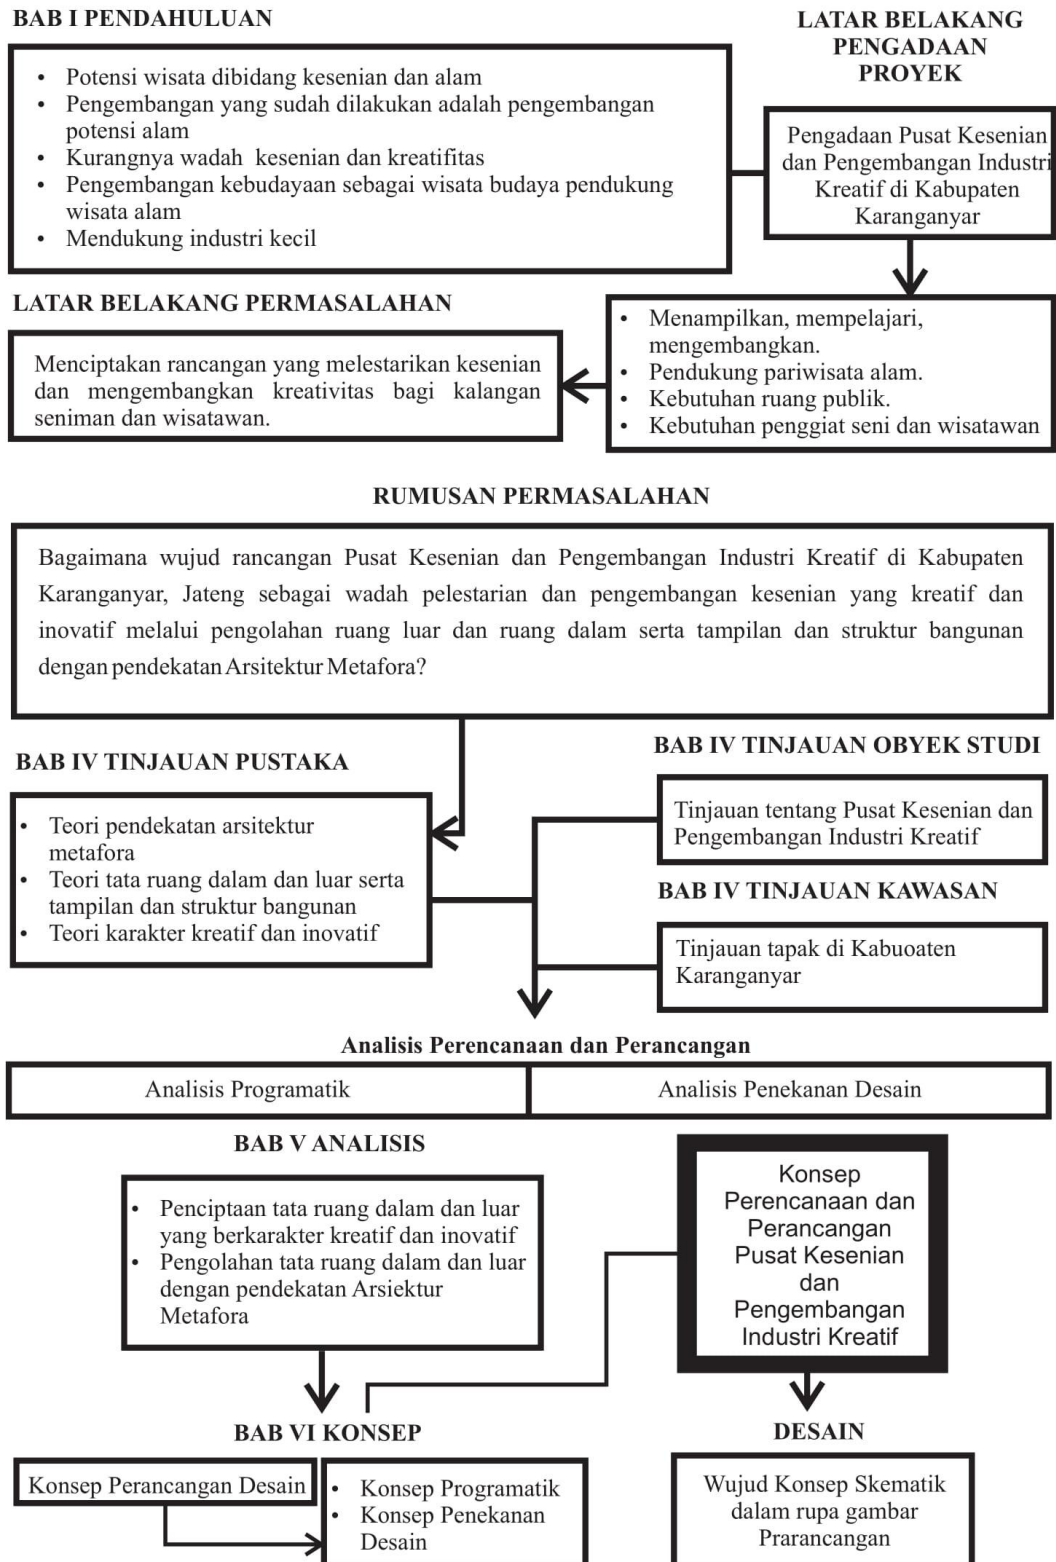 BAB I PENDAHULUAN
LATAR BELAKANG
PENGADAAN
PROYEK
• Potensi wisata dibidang kesenian dan alam
• Pengembangan yang sudah dilakukan adalah pengembangan
potensi alam
• Kurangnya wadah kesenian dan kreatifitas
• Pengembangan kebudayaan sebagai wisata budaya pendukung
wisata alam
• Mendukung industri kecil
Pengadaan Pusat Kesenian
dan Pengembangan Industri
Kreatif di Kabupaten
Karanganyar
LATAR BELAKANG PERMASALAHAN
• Menampilkan, mempelajari,
mengembangkan.
• Pendukung pariwisata alam.
• Kebutuhan ruang publik.
• Kebutuhan penggiat seni dan wisatawan
Menciptakan rancangan yang melestarikan kesenian
dan mengembangkan kreativitas bagi kalangan
seniman dan wisatawan.
RUMUSAN PERMASALAHAN
Bagaimana wujud rancangan Pusat Kesenian dan Pengembangan Industri Kreatif di Kabupaten
Karanganyar, Jateng sebagai wadah pelestarian dan pengembangan kesenian yang kreatif dan
inovatif melalui pengolahan ruang luar dan ruang dalam serta tampilan dan struktur bangunan
dengan pendekatan Arsitektur Metafora?
BAB IV TINJAUAN PUSTAKA
• Teori pendekatan arsitektur
metafora
• Teori tata ruang dalam dan luar serta
tampilan dan struktur bangunan
• Teori karakter kreatif dan inovatif
BAB IV TINJAUAN OBYEK STUDI
Tinjauan tentang Pusat Kesenian dan
Pengembangan Industri Kreatif
BAB IV TINJAUAN KAWASAN
Tinjauan tapak di Kabuoaten
Karanganyar
Analisis Perencanaan dan Perancangan
Analisis Programatik
Analisis Penekanan Desain
BAB V ANALISIS
• Penciptaan tata ruang dalam dan luar
yang berkarakter kreatif dan inovatif
• Pengolahan tata ruang dalam dan luar
dengan pendekatan Arsiektur
Metafora
Konsep
Perencanaan dan
Perancangan
Pusat Kesenian
dan
Pengembangan
Industri Kreatif
BAB VI KONSEP
Konsep Perancangan Desain
• Konsep Programatik
• Konsep Penekanan
Desain
DESAIN
Wujud Konsep Skematik
dalam rupa gambar
Prarancangan